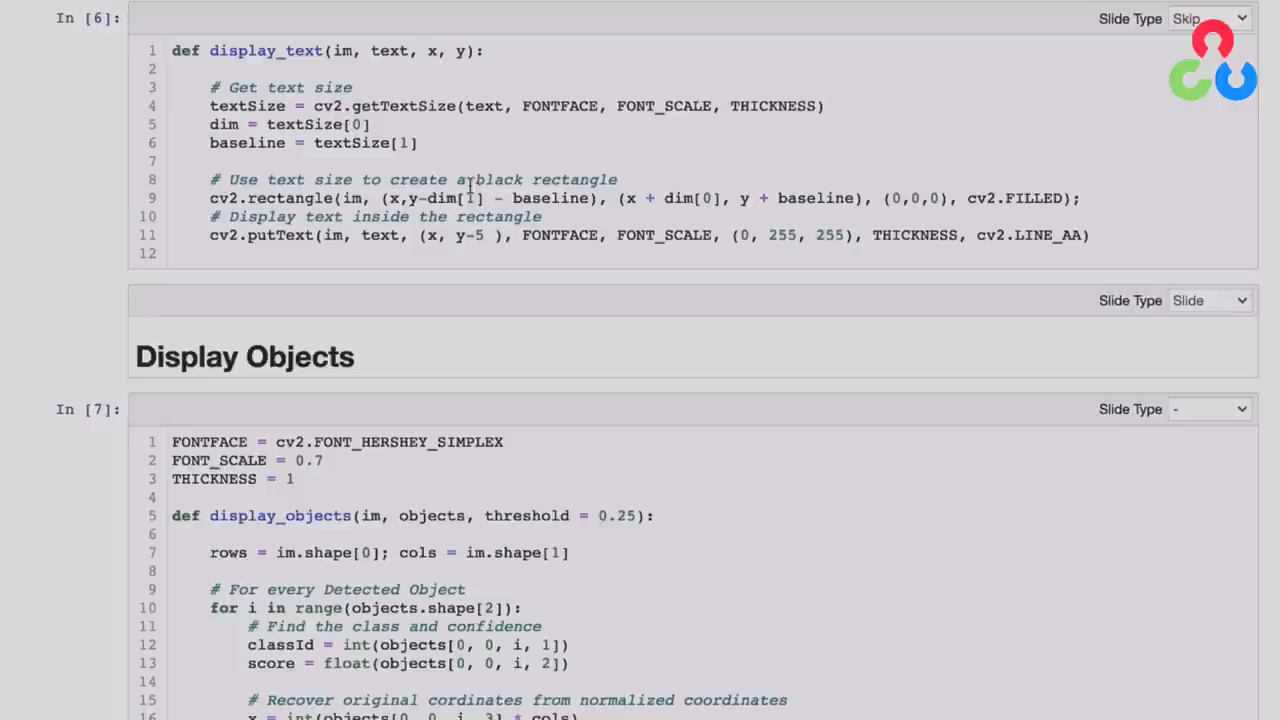 In [6]:
Slide Type Skip
1 def display_text(im, text, x, y):
2
3 # Get text size
4 textSize = cv2.getTextSize(text, FONTFACE, FONT_SCALE, THICKNESS)
5 dim = textSize[0]
6 baseline = textSize[1]
7
8 # Use text size to create a black rectangle
9 cv2.rectangle(im, (x,y-dim[1] - baseline), (x + dim[0], y + baseline), (0,0,0), cv2.FILLED);
10 # Display text inside the rectangle
11 cv2.putText(im, text, (x, y-5 ), FONTFACE, FONT_SCALE, (0, 255, 255), THICKNESS, cv2.LINE_AA)
12
Slide Type Slide
Display Objects
In [7]:
Slide Type -
1 FONTFACE = cv2.FONT_HERSHEY_SIMPLEX
2 FONT_SCALE = 0.7
3 THICKNESS = 1
4
5 def display_objects(im, objects, threshold = 0.25):
6
7 rows = im.shape[0]; cols = im.shape[1]
8
9 # For every Detected Object
10 for i in range(objects.shape[2]):
11 # Find the class and confidence
12 classId = int(objects[0, 0, i, 1])
13 score = float(objects[0, 0, i, 2])
14
15 # Recover original cordinates from normalized coordinates
16 x = int(objects[0, 0, i, 3] * cols)